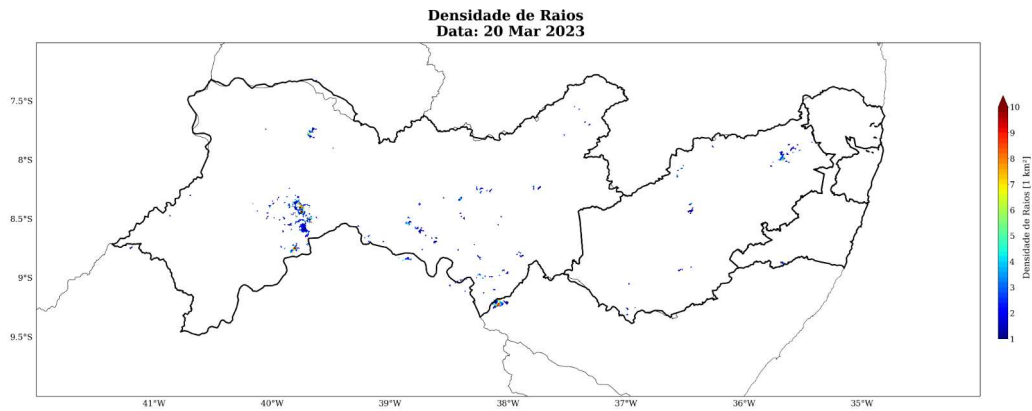 Densidade de Raios
Data: 20 Mar 2023
7.5°S
8°S
8.5°S
9°S
9.5°S
41°W
40°W
39°W
38°W
37°W
36°W
35°W
10
9
8
7
6
5
4
3
2
1
Densidade de Raios [1 km²]